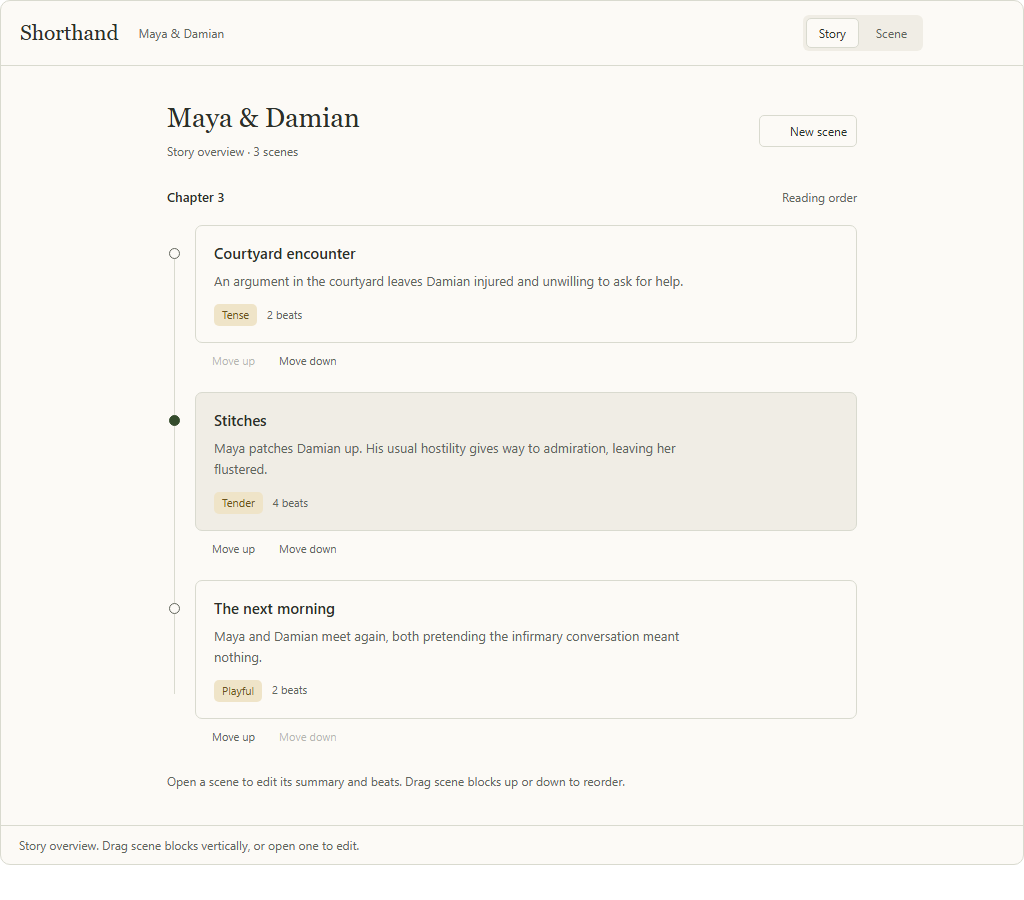 Shorthand
Maya & Damian
Story
Scene
Maya & Damian
Story overview · 3 scenes
New scene
Chapter 3
Reading order
Courtyard encounter
An argument in the courtyard leaves Damian injured and unwilling to ask for help.
Tense
2 beats
Move up
Move down
Stitches
Maya patches Damian up. His usual hostility gives way to admiration, leaving her
flustered.
Tender
4 beats
Move up
Move down
The next morning
Maya and Damian meet again, both pretending the infirmary conversation meant
nothing.
Playful
2 beats
Move up
Move down
Open a scene to edit its summary and beats. Drag scene blocks up or down to reorder.
Story overview. Drag scene blocks vertically, or open one to edit.